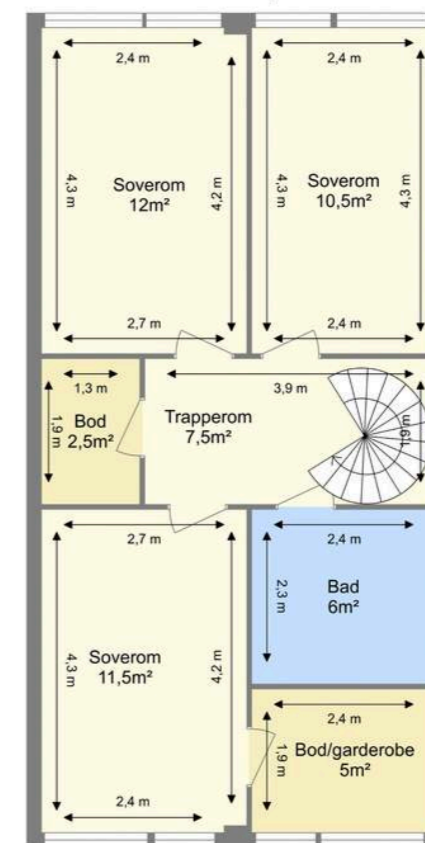 2,4 m
2,4 m
4,3 m
4,2 m
4,3 m
4,3 m
Soverom
12m²
Soverom
10,5m²
2,7 m
2,4 m
1,3 m
3,9 m
1,9 m
Bod
2,5m²
Trapperom
7,5m²
1,9 m
2,7 m
2,4 m
4,3 m
4,2 m
2,3 m
Bad
6m²
Soverom
11,5m²
2,4 m
1,9 m
Bod/garderobe
5m²
2,4 m